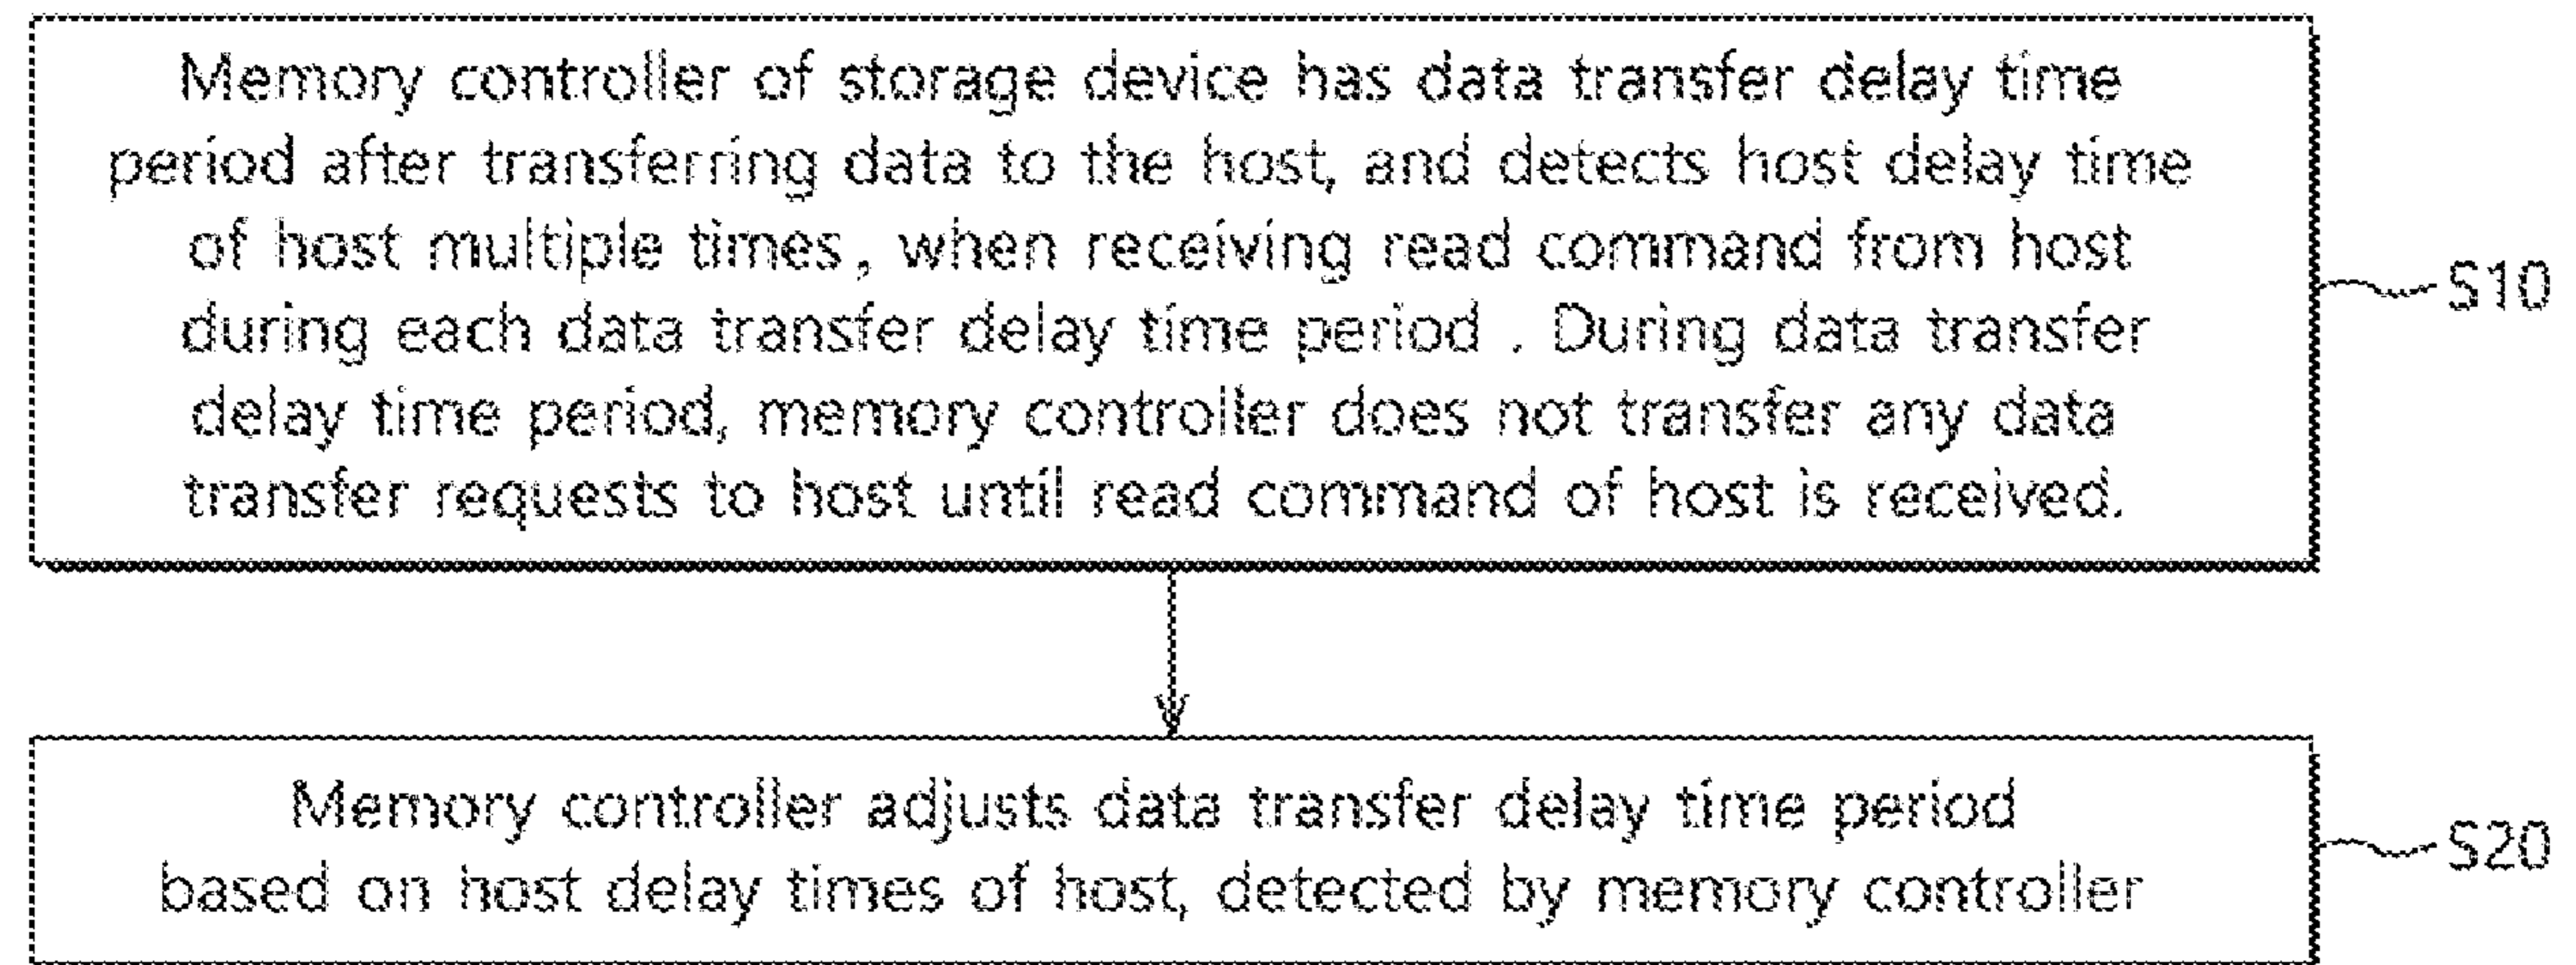 Memory controller of storage device has data transfer delay time
period after transferring data to the host, and detects host delay time
of host multiple times, when receiving read command from host
during each data transfer delay time period . During data transfer
delay time period, memory controller does not transfer any data
transfer requests to host until read command of host is received.
S10
Memory controller adjusts data transfer delay time period
based on host delay times of host, detected by memory controller
S20